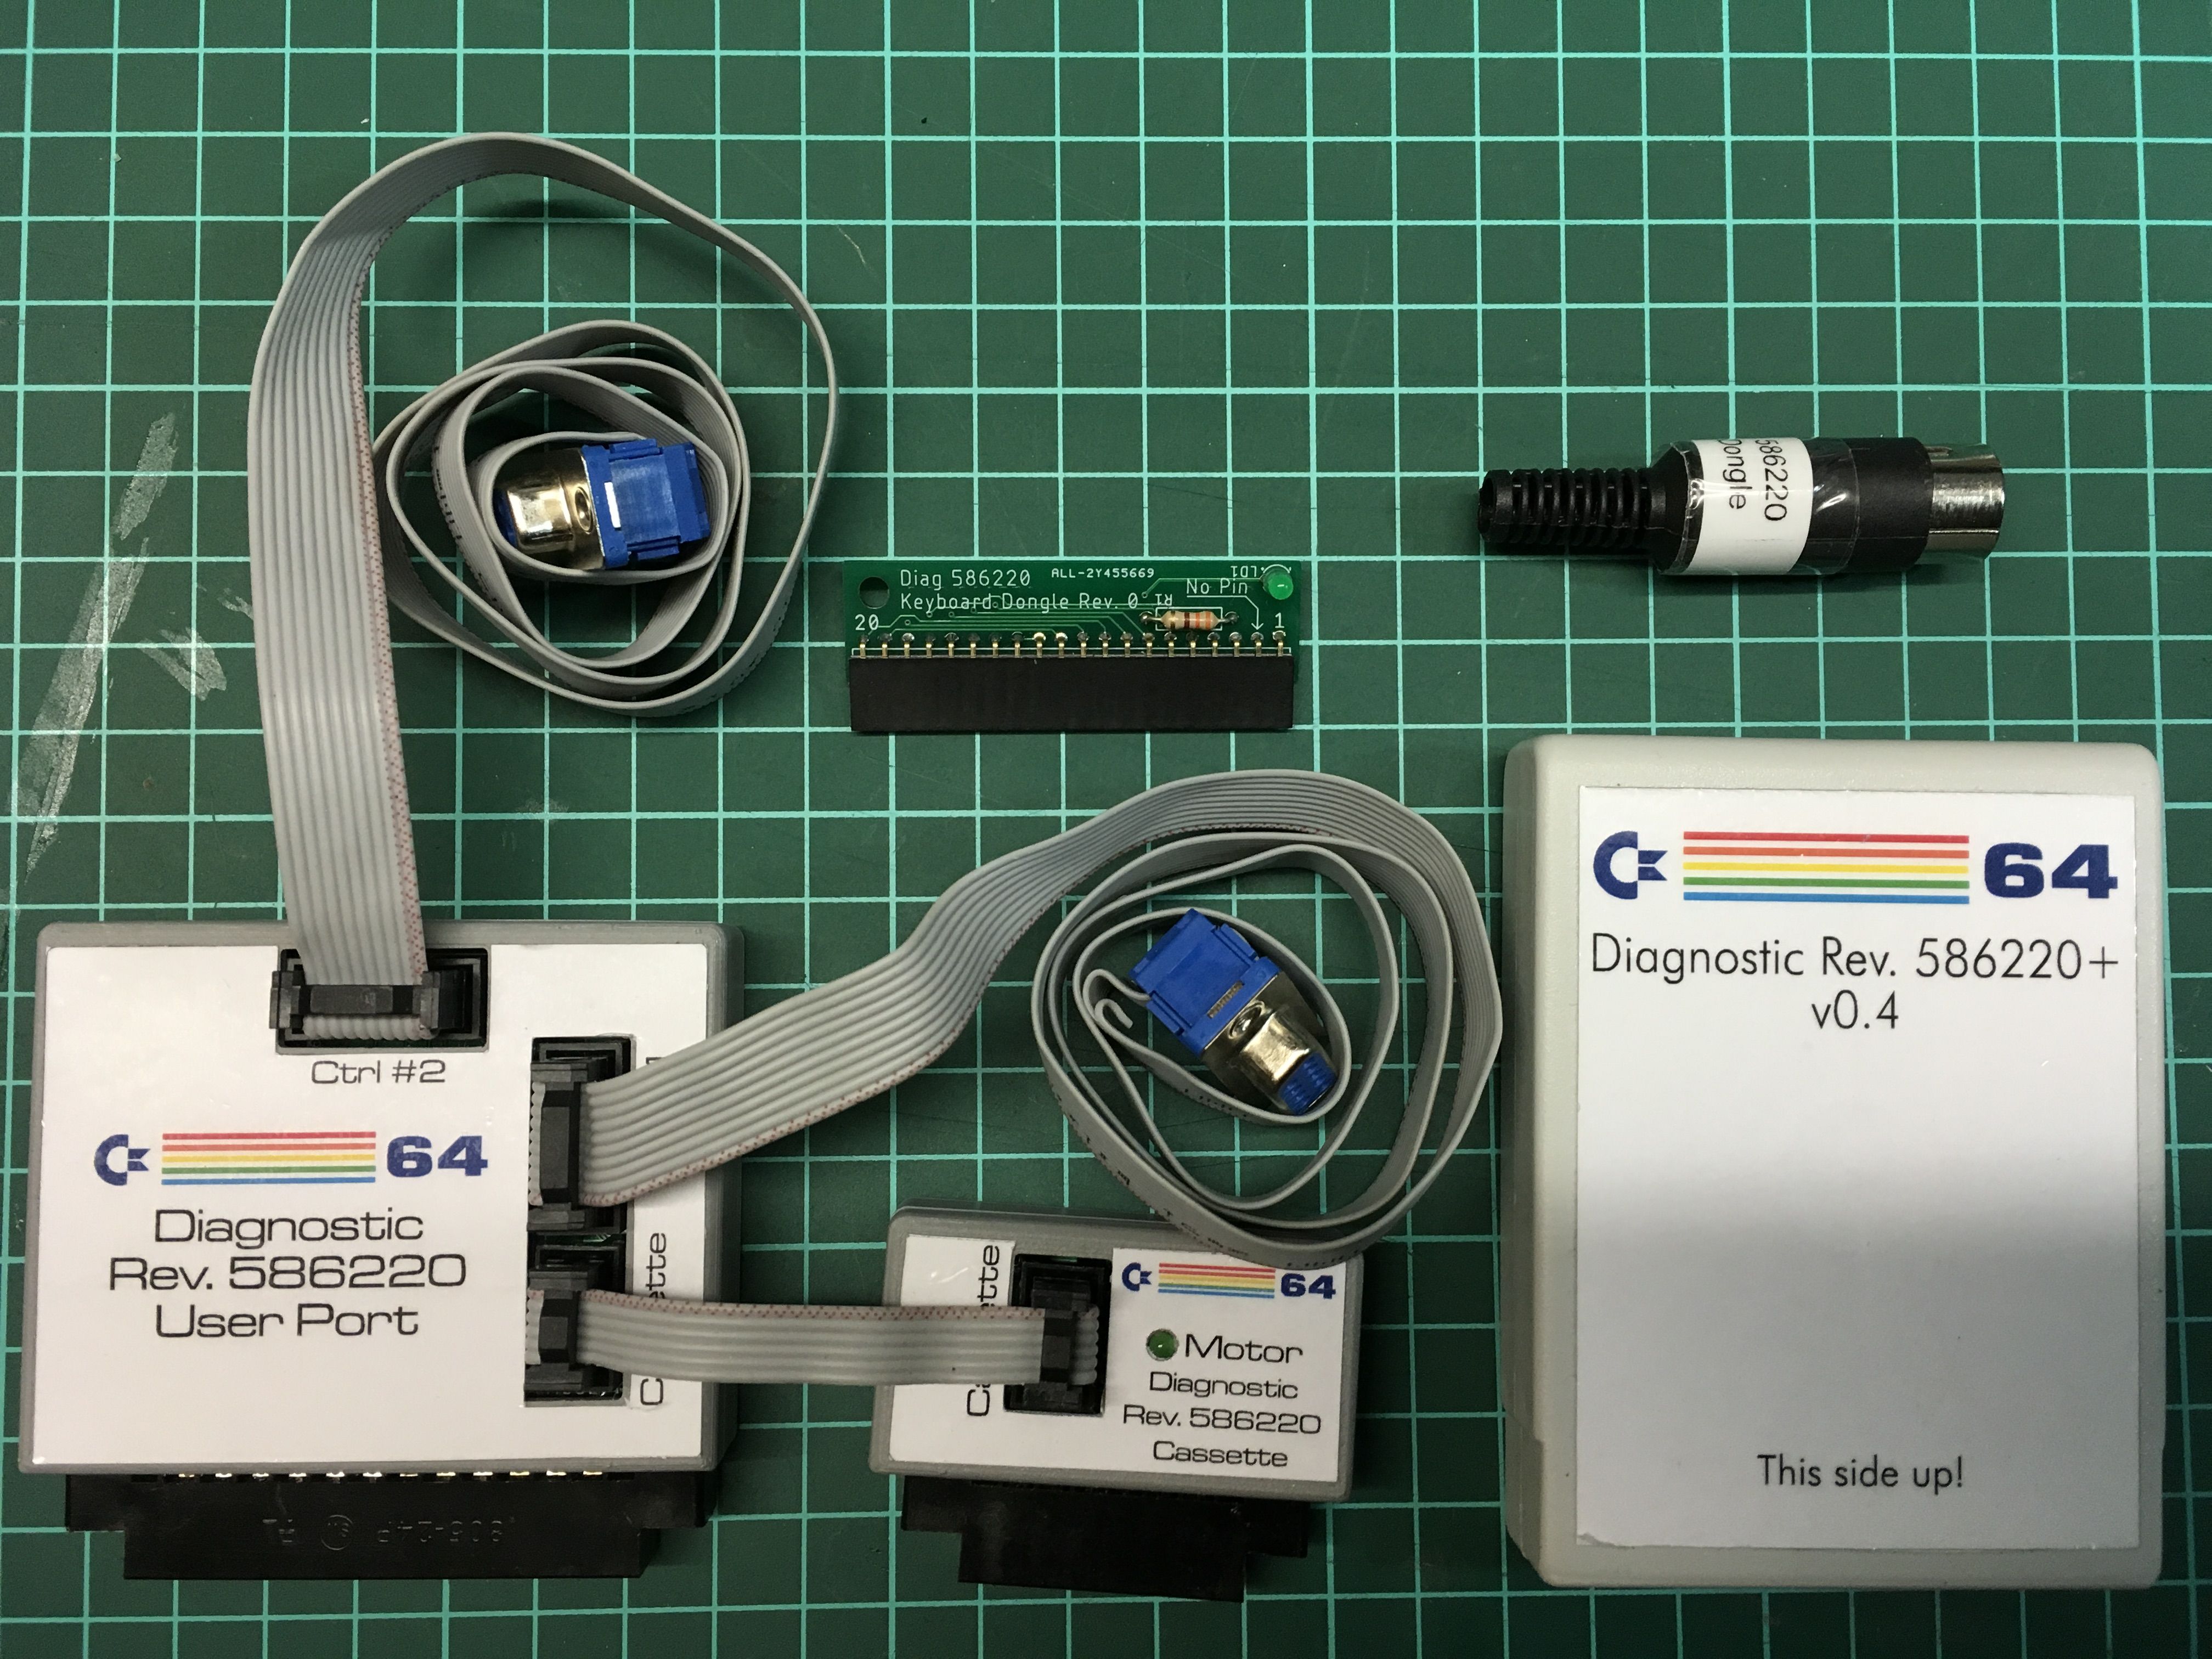 586220
Dongle
Diag 586220 ALL-2Y455669 LD1
Keyboard Dongle Rev. 0 R1 No Pin
20 1
64
Diagnostic Rev. 586220+
v0.4
This side up!
Ctrl #2
64
Diagnostic
Rev. 586220
User Port
64
Motor
Diagnostic
Rev. 586220
Cassette